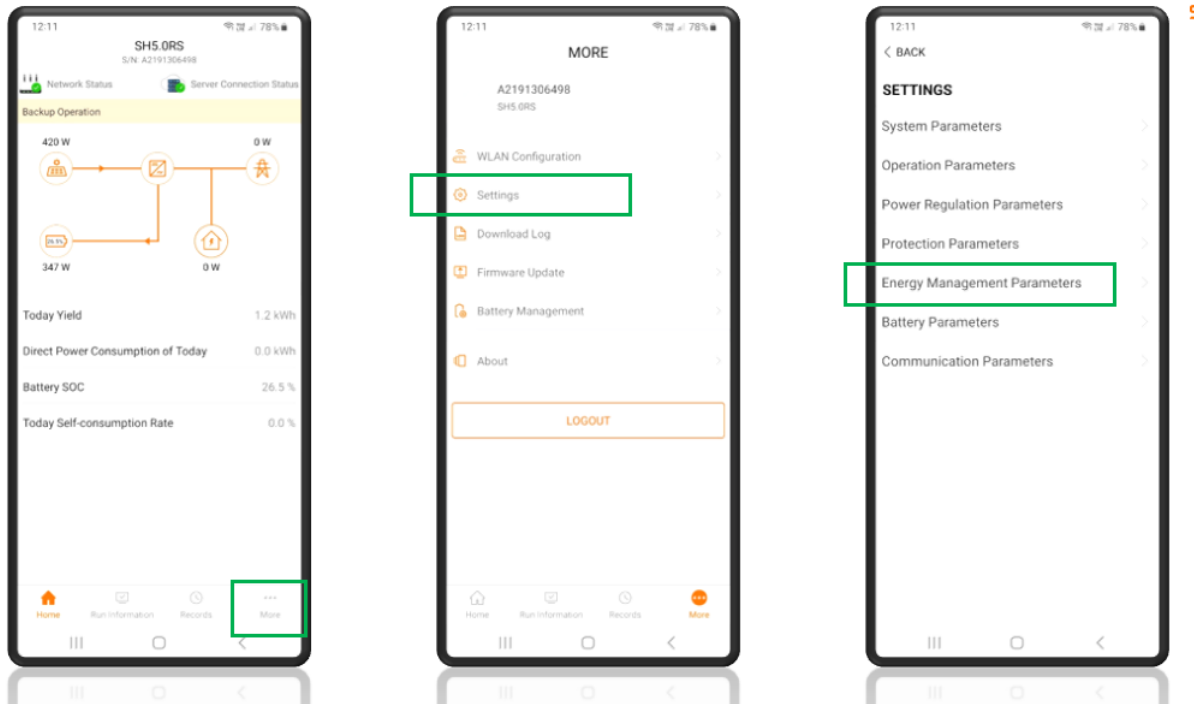 12:11
78%
SH5.0RS
S/N: A2191306498
Network Status
Server Connection Status
Backup Operation
420 W
0 W
26.5%
347 W
0 W
Today Yield
1.2 kWh
Direct Power Consumption of Today
0.0 kWh
Battery SOC
26.5 %
Today Self-consumption Rate
0.0 %
Home
Run Information
Records
More
12:11
78%
MORE
A2191306498
SH5.0RS
WLAN Configuration
Settings
Download Log
Firmware Update
Battery Management
About
LOGOUT
Home
Run Information
Records
More
12:11
78%
< BACK
SETTINGS
System Parameters
Operation Parameters
Power Regulation Parameters
Protection Parameters
Energy Management Parameters
Battery Parameters
Communication Parameters